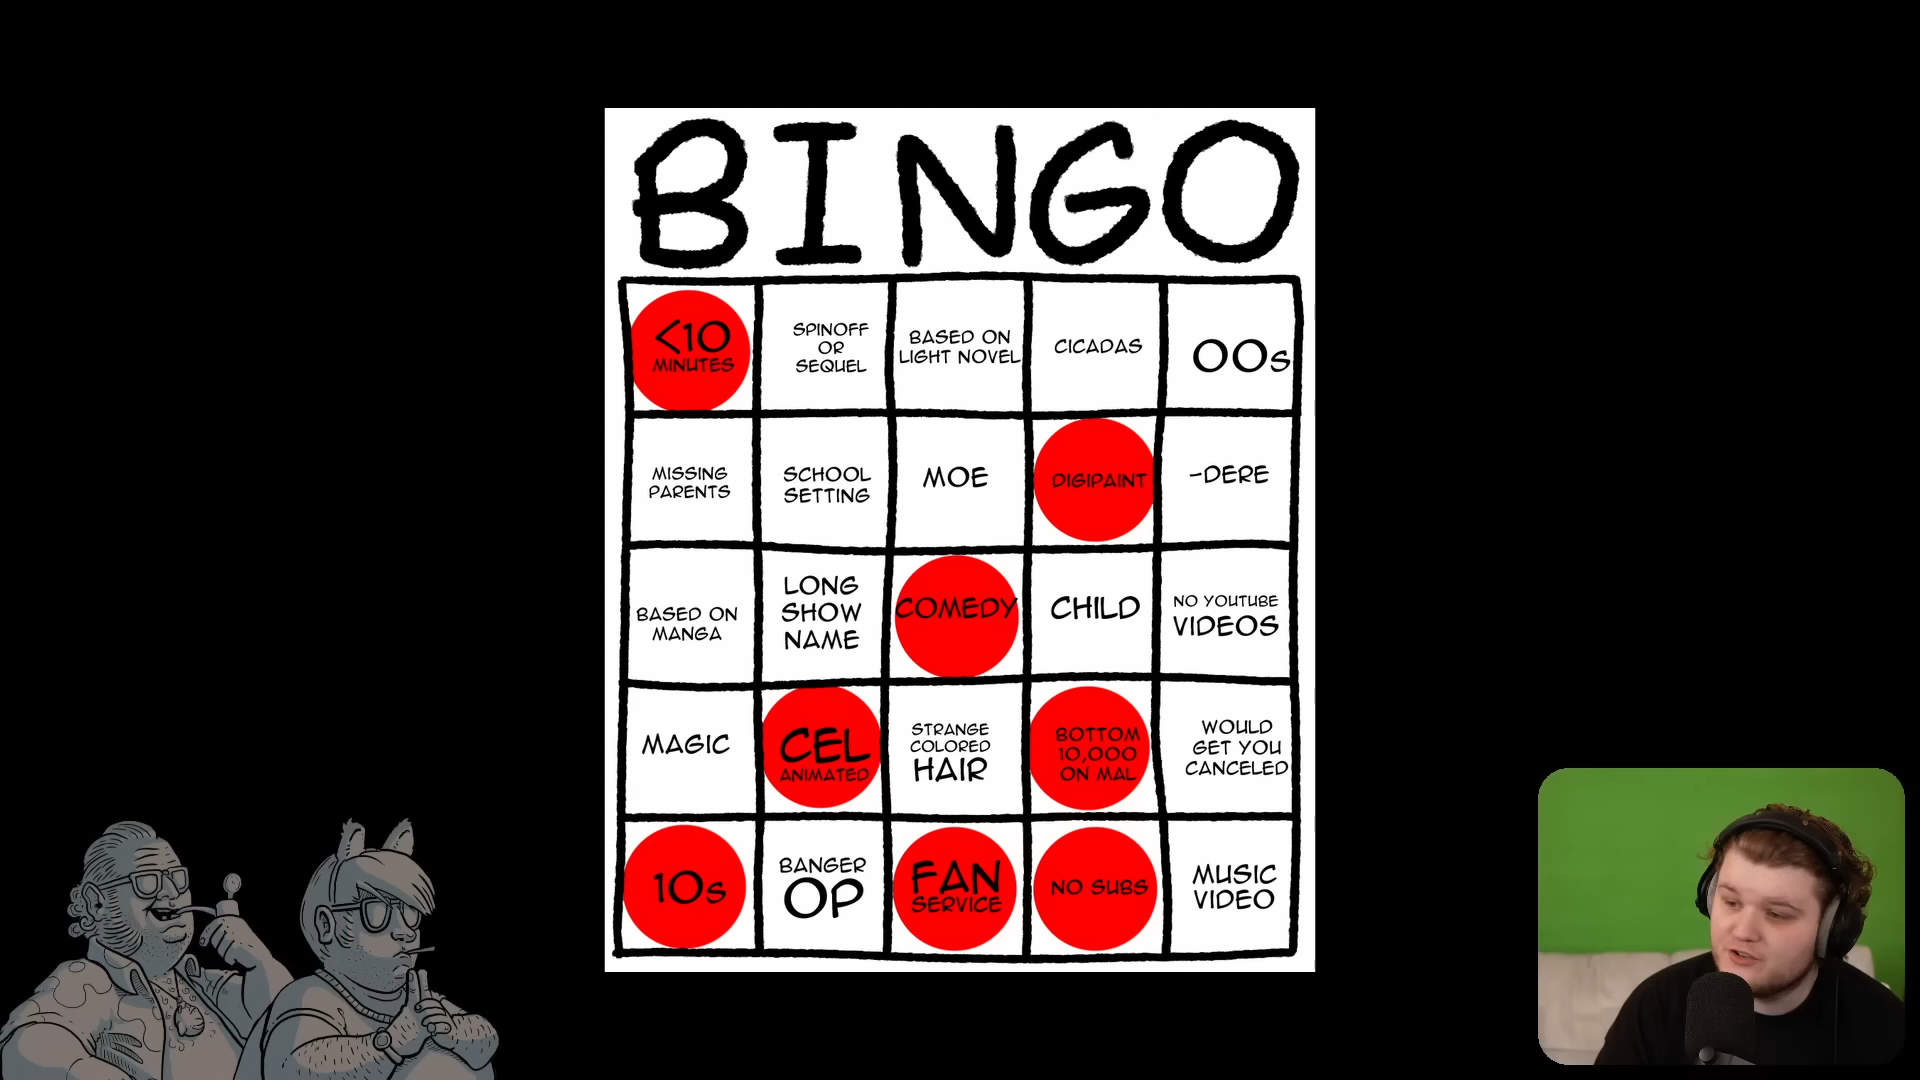 BINGO
<10
MINUTES
SPINOFF
OR
SEQUEL
BASED ON
LIGHT NOVEL
CICADAS
00s
MISSING
PARENTS
SCHOOL
SETTING
MOE
DIGIPAINT
-DERE
BASED ON
MANGA
LONG
SHOW
NAME
COMEDY
CHILD
NO YOUTUBE
VIDEOS
MAGIC
CEL
ANIMATED
STRANGE
COLORED
HAIR
BOTTOM
10,000
ON MAL
WOULD
GET YOU
CANCELED
10s
BANGER
OP
FAN
SERVICE
NO SUBS
MUSIC
VIDEO